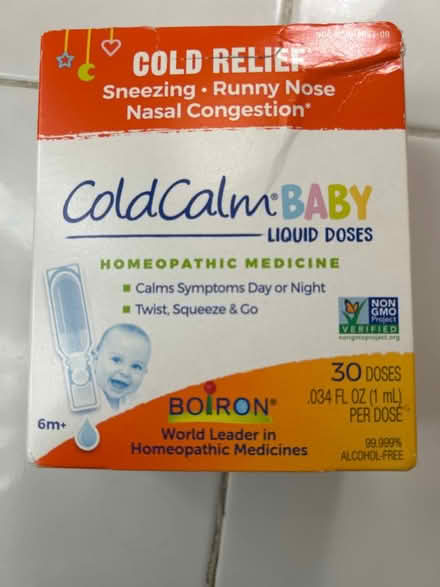 COLD RELIEF
Sneezing • Runny Nose
Nasal Congestion*
ColdCalm® BABY
LIQUID DOSES
HOMEOPATHIC MEDICINE
Calms Symptoms Day or Night
Twist, Squeeze & Go
NON
GMO
Project
VERIFIED
nongmoproject.org
30 DOSES
.034 FL OZ (1 mL)
PER DOSE
6m+
BOIRON®
World Leader in
Homeopathic Medicines
99.999%
ALCOHOL-FREE